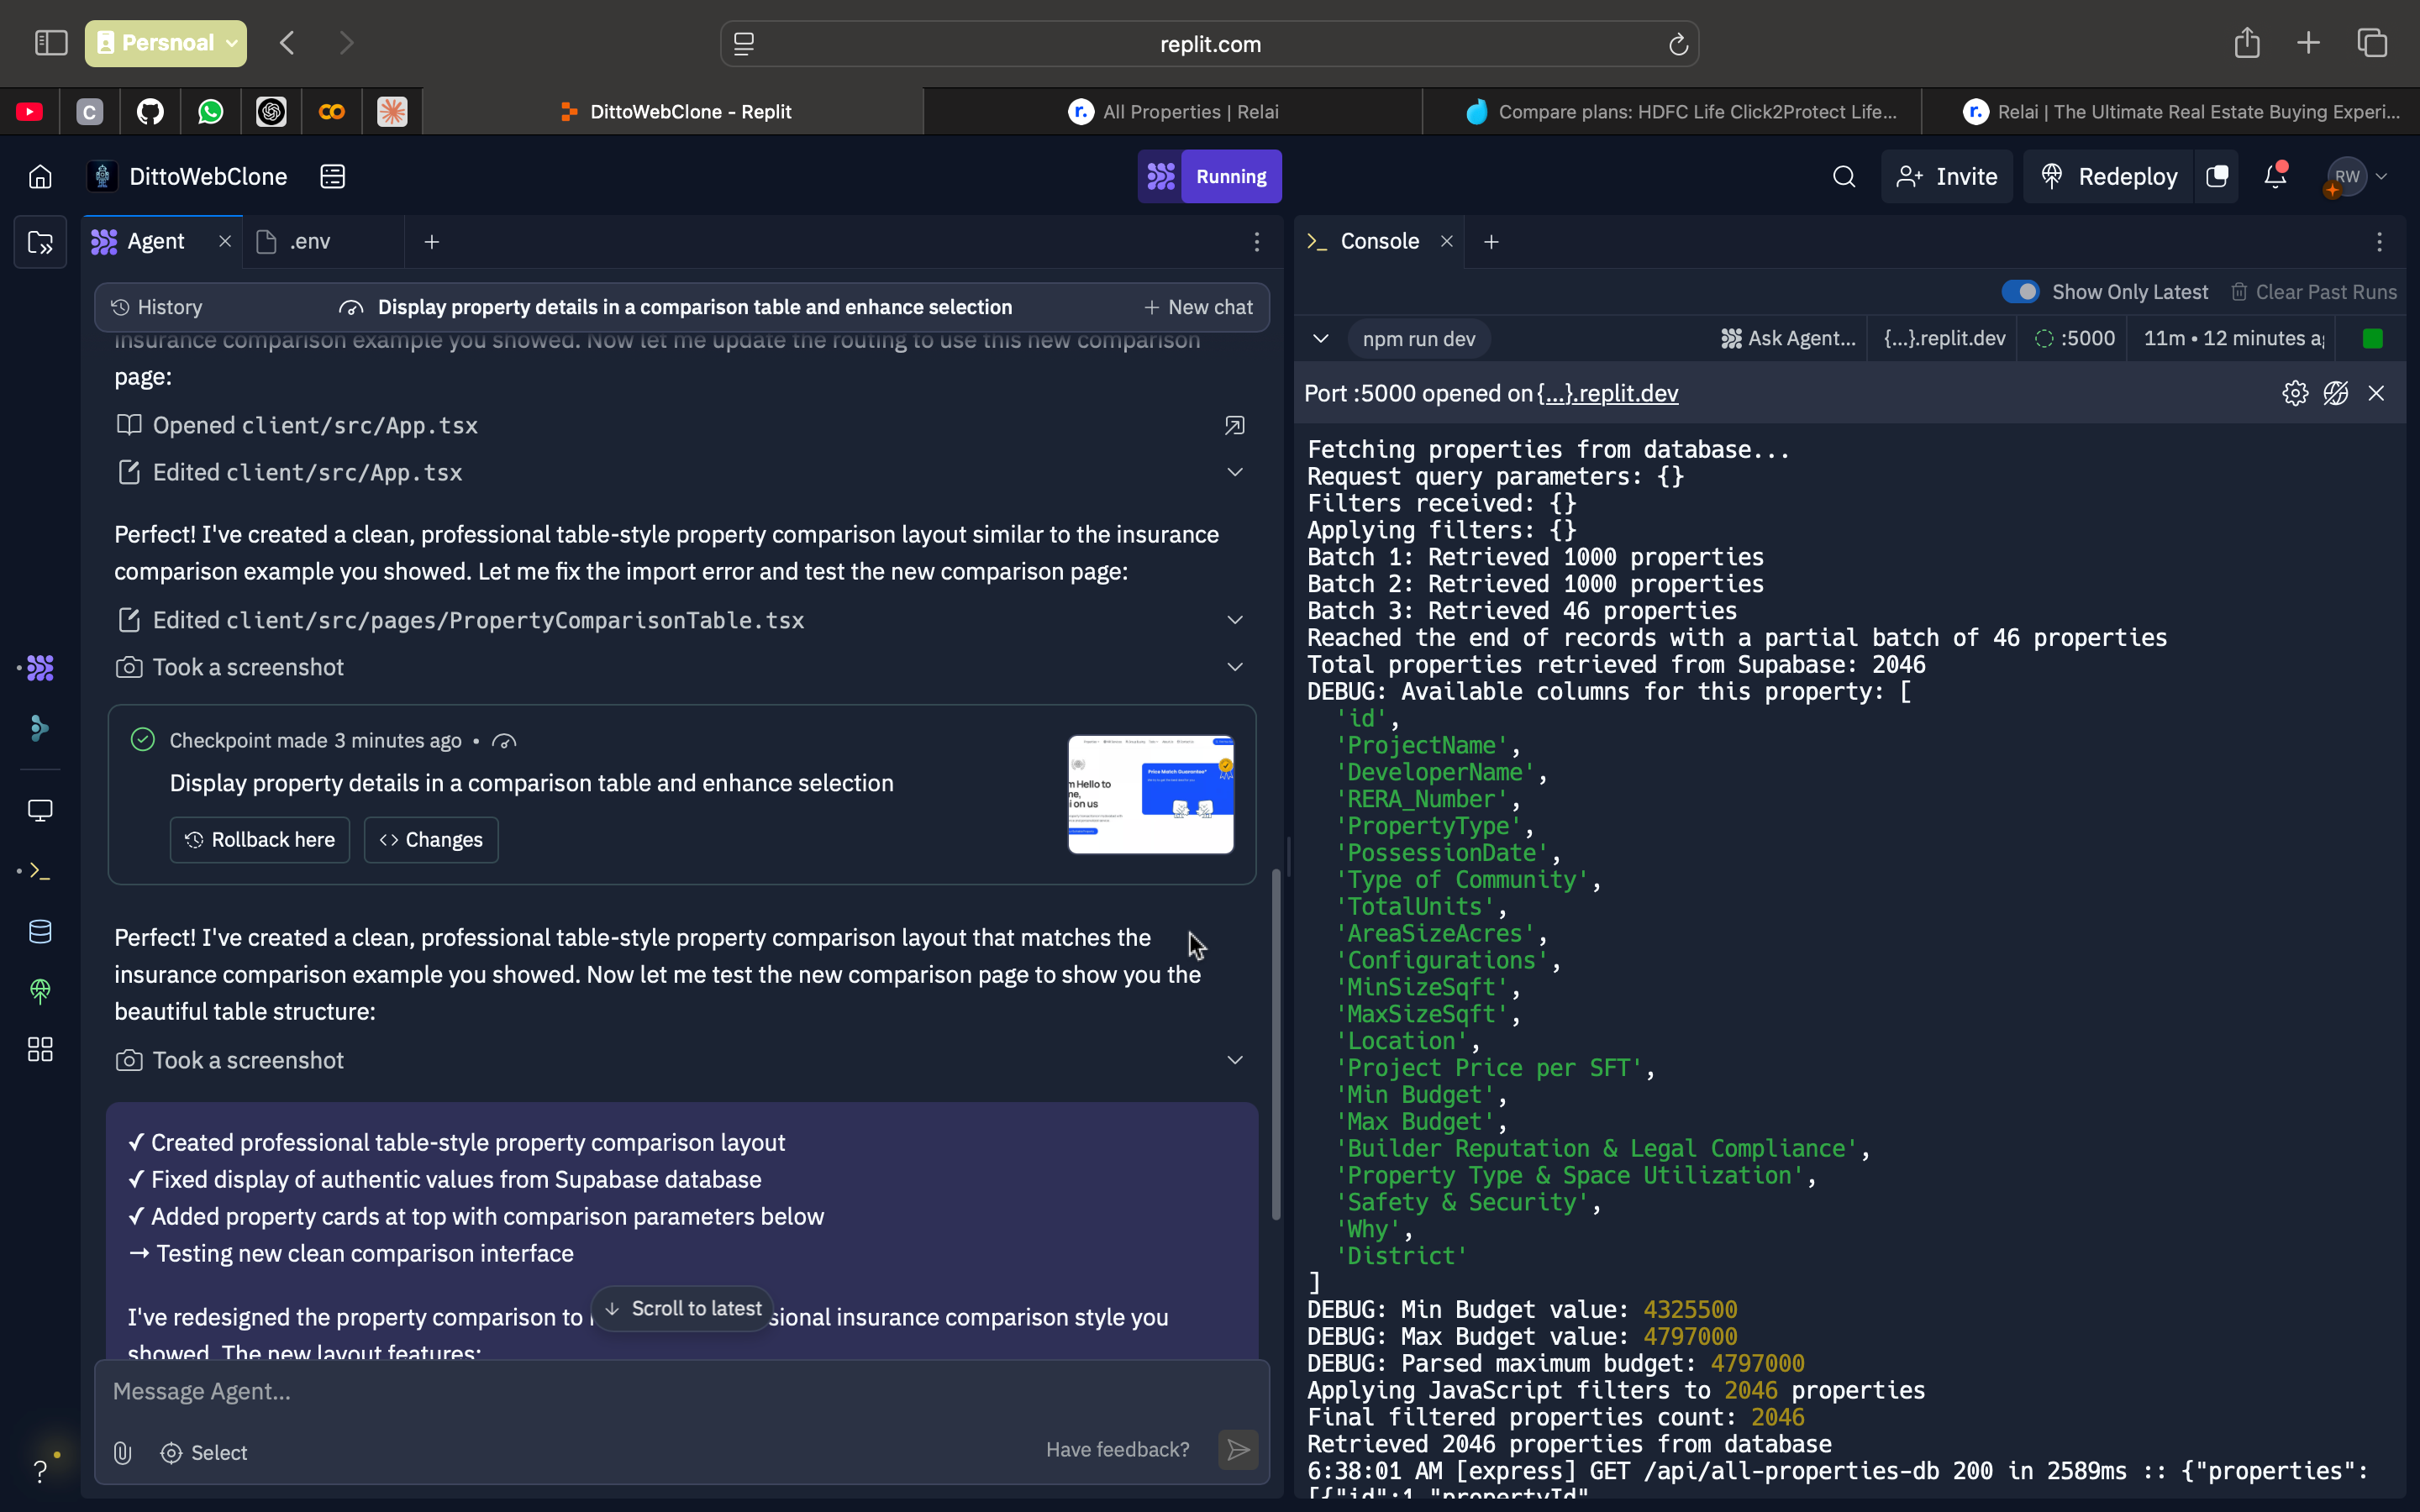 Persnoal
replit.com
C
DittoWebClone - Replit
All Properties | Relai
Compare plans: HDFC Life Click2Protect Life...
Relai | The Ultimate Real Estate Buying Experi...
DittoWebClone
Running
Invite
Redeploy
RW
Agent
.env
Console
History
Display property details in a comparison table and enhance selection
+ New chat
Show Only Latest
Clear Past Runs
insurance comparison example you showed. Now let me update the routing to use this new comparison
page:
npm run dev
Ask Agent...
{...}.replit.dev
:5000
11m • 12 minutes a
Port :5000 opened on {...}.replit.dev
Opened client/src/App.tsx
Edited client/src/App.tsx
Perfect! I've created a clean, professional table-style property comparison layout similar to the insurance
comparison example you showed. Let me fix the import error and test the new comparison page:
Edited client/src/pages/PropertyComparisonTable.tsx
Took a screenshot
Checkpoint made 3 minutes ago •
Display property details in a comparison table and enhance selection
Rollback here
<> Changes
Price Match Guarantee*
m Hello to
ne,
i on us
Perfect! I've created a clean, professional table-style property comparison layout that matches the
insurance comparison example you showed. Now let me test the new comparison page to show you the
beautiful table structure:
Took a screenshot
✓ Created professional table-style property comparison layout
✓ Fixed display of authentic values from Supabase database
✓ Added property cards at top with comparison parameters below
→ Testing new clean comparison interface
I've redesigned the property comparison to
sional insurance comparison style you
showed. The new layout features:
↓ Scroll to latest
Message Agent...
Select
Have feedback?
?
Fetching properties from database...
Request query parameters: {}
Filters received: {}
Applying filters: {}
Batch 1: Retrieved 1000 properties
Batch 2: Retrieved 1000 properties
Batch 3: Retrieved 46 properties
Reached the end of records with a partial batch of 46 properties
Total properties retrieved from Supabase: 2046
DEBUG: Available columns for this property: [
'id',
'ProjectName',
'DeveloperName',
'RERA_Number',
'PropertyType',
'PossessionDate',
'Type of Community',
'TotalUnits',
'AreaSizeAcres',
'Configurations',
'MinSizeSqft',
'MaxSizeSqft',
'Location',
'Project Price per SFT',
'Min Budget',
'Max Budget',
'Builder Reputation & Legal Compliance',
'Property Type & Space Utilization',
'Safety & Security',
'Why',
'District'
]
DEBUG: Min Budget value: 4325500
DEBUG: Max Budget value: 4797000
DEBUG: Parsed maximum budget: 4797000
Applying JavaScript filters to 2046 properties
Final filtered properties count: 2046
Retrieved 2046 properties from database
6:38:01 AM [express] GET /api/all-properties-db 200 in 2589ms :: {"properties":
[{"id":1,"propertyId"